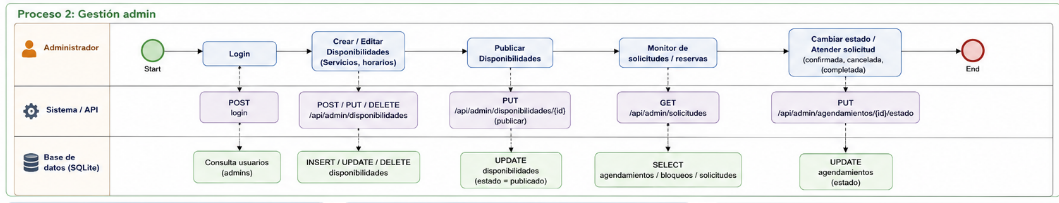 Proceso 2: Gestión admin
Administrador
Start
Login
Crear / Editar
Disponibilidades
(Servicios, horarios)
Publicar
Disponibilidades
Monitor de
solicitudes / reservas
Cambiar estado /
Atender solicitud
(confirmada, cancelada,
(completada)
End
Sistema / API
POST
login
POST / PUT / DELETE
/api/admin/disponibilidades
PUT
/api/admin/disponibilidades/{id}
(publicar)
GET
/api/admin/solicitudes
PUT
/api/admin/agendamientos/{id}/estado
Base de
datos (SQLite)
Consulta usuarios
(admins)
INSERT / UPDATE / DELETE
disponibilidades
UPDATE
disponibilidades
(estado = publicado)
SELECT
agendamientos / bloqueos / solicitudes
UPDATE
agendamientos
(estado)